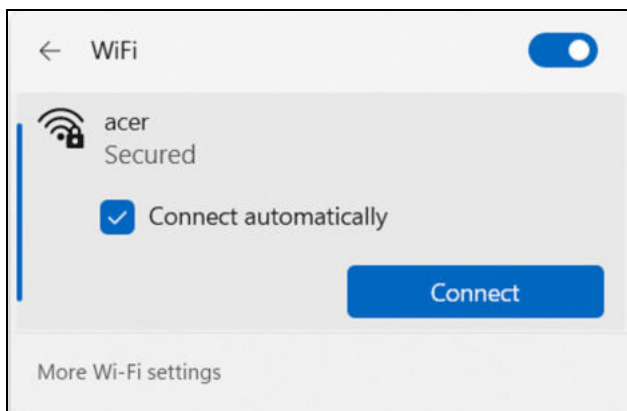 WiFi
acer
Secured
Connect automatically
Connect
More Wi-Fi settings